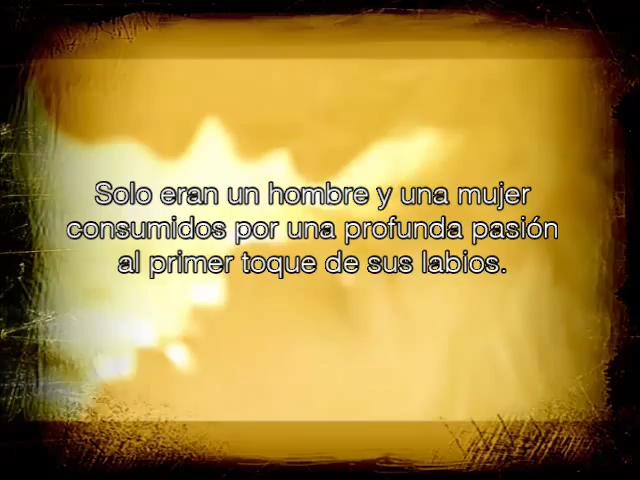 Solo eran un hombre y una mujer
consumidos por una profunda pasión
al primer toque de sus labios.